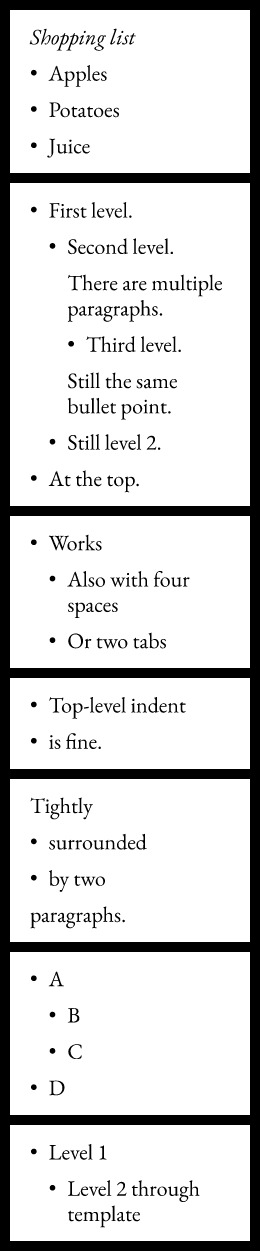 Shopping list
• Apples
• Potatoes
• Juice
• First level.
• Second level.
There are multiple
paragraphs.
• Third level.
Still the same
bullet point.
• Still level 2.
• At the top.
• Works
• Also with four
spaces
• Or two tabs
• Top-level indent
• is fine.
Tightly
• surrounded
• by two
paragraphs.
• A
• B
• C
• D
• Level 1
• Level 2 through
template